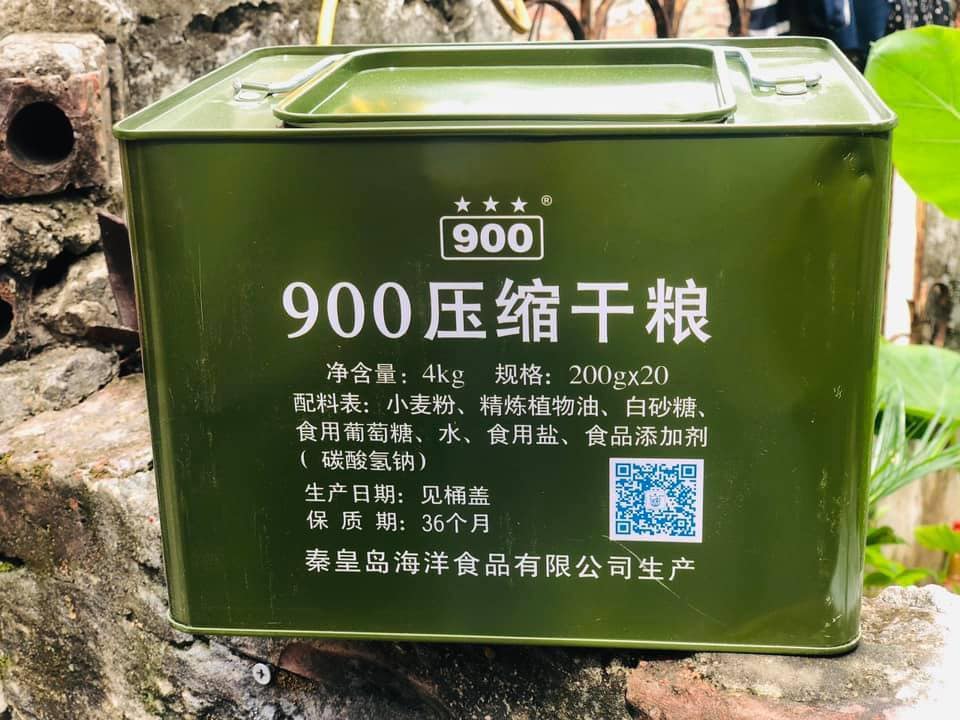 ★★★ ®
900
900压缩干粮
净含量：4kg 规格：200gx20
配料表：小麦粉、精炼植物油、白砂糖、
食用葡萄糖、水、食用盐、食品添加剂
（碳酸氢钠）
生产日期：见桶盖
保质期：36个月
秦皇岛海洋食品有限公司生产